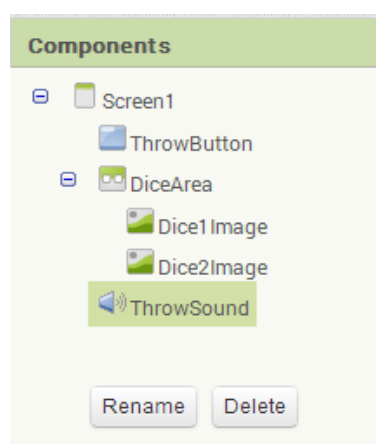 Components
Screen1
ThrowButton
DiceArea
Dice1Image
Dice2Image
ThrowSound
Rename Delete